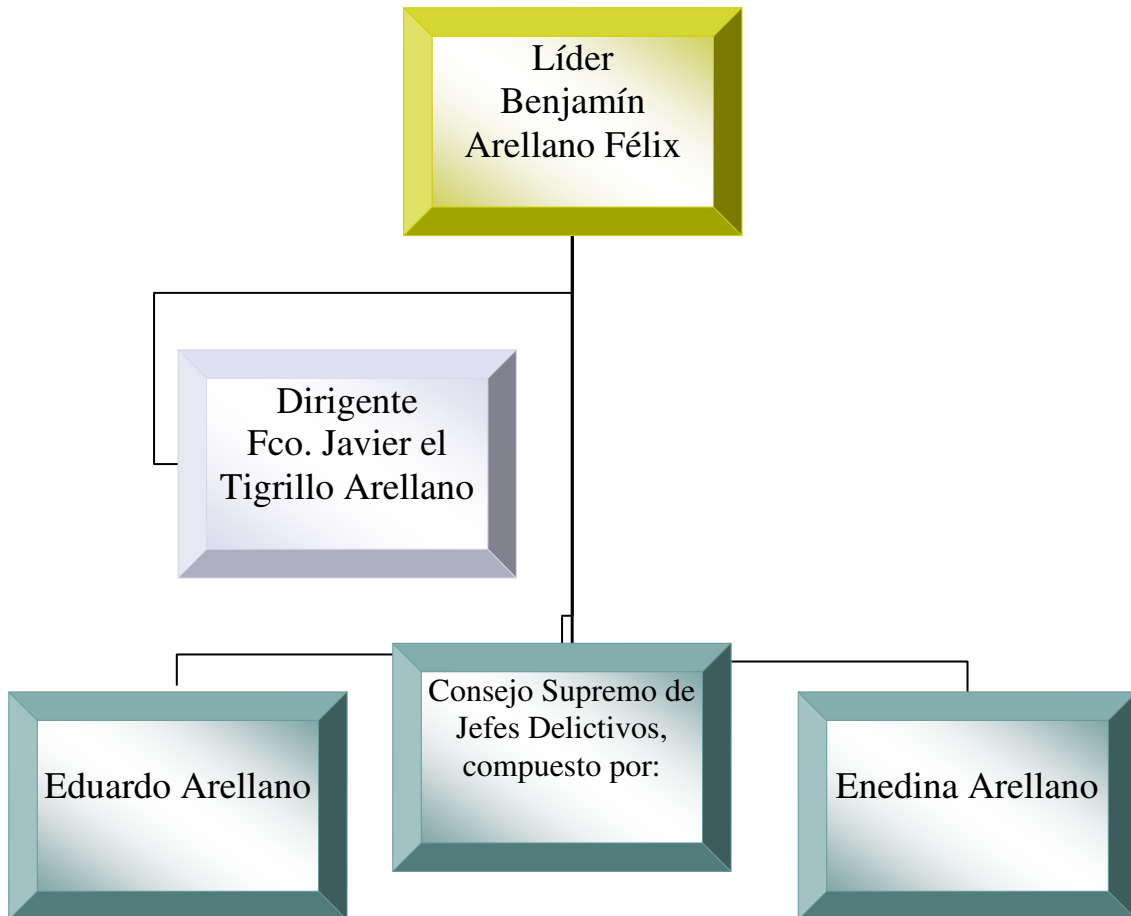 Líder
Benjamín
Arellano Félix
Dirigente
Fco. Javier el
Tigrillo Arellano
Consejo Supremo de
Jefes Delictivos,
compuesto por:
Eduardo Arellano
Enedina Arellano